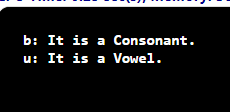 b: It is a Consonant.
u: It is a Vowel.